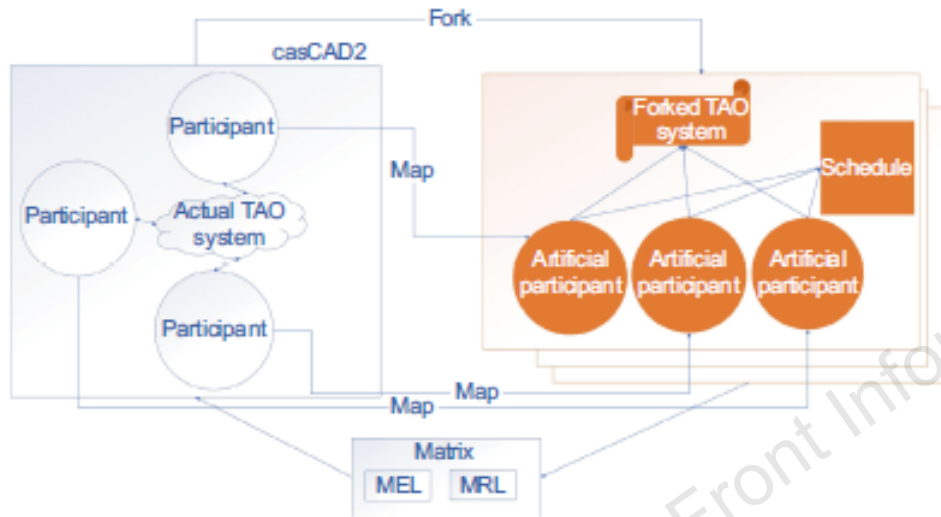 Fork
casCAD2
Participant
Map
Participant
Actual TAO
system
Participant
Forked TAO
system
Schedule
Artificial
participant
Artificial
participant
Artificial
participant
Map
Map
Matrix
MEL
MRL
Front